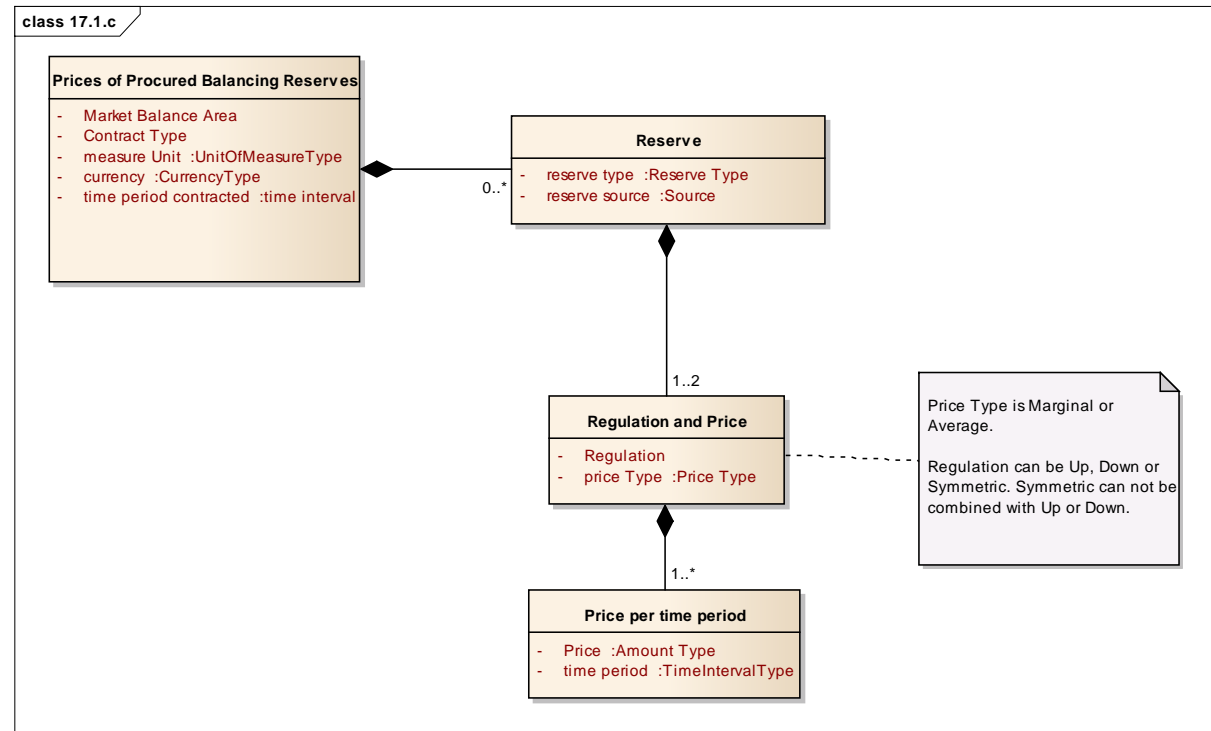 class 17.1.c
Prices of Procured Balancing Reserves
- Market Balance Area
- Contract Type
- measure Unit :UnitOfMeasureType
- currency :CurrencyType
- time period contracted :time interval
0..*
Reserve
- reserve type :Reserve Type
- reserve source :Source
1..2
Regulation and Price
- Regulation
- price Type :Price Type
Price Type is Marginal or
Average.
Regulation can be Up, Down or
Symmetric. Symmetric can not be
combined with Up or Down.
1..*
Price per time period
- Price :Amount Type
- time period :TimeIntervalType